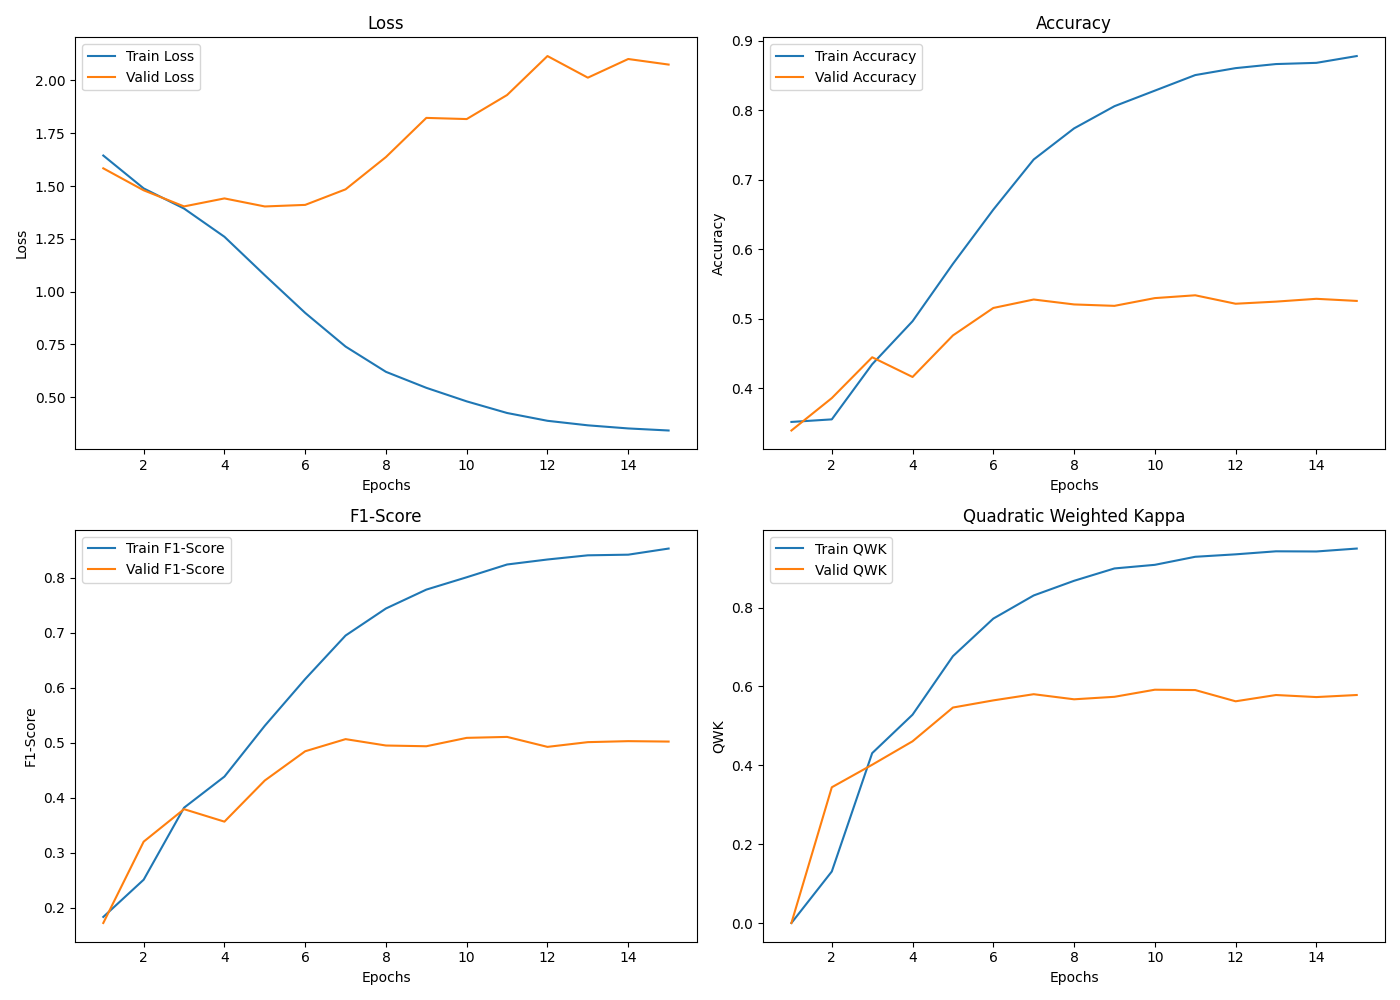 Loss
Train Loss
Valid Loss
2.00
1.75
1.50
1.25
1.00
0.75
0.50
Loss
2 4 6 8 10 12 14
Epochs
Accuracy
Train Accuracy
Valid Accuracy
0.9
0.8
0.7
0.6
0.5
0.4
Accuracy
2 4 6 8 10 12 14
Epochs
F1-Score
Train F1-Score
Valid F1-Score
0.8
0.7
0.6
0.5
0.4
0.3
0.2
F1-Score
2 4 6 8 10 12 14
Epochs
Quadratic Weighted Kappa
Train QWK
Valid QWK
0.8
0.6
0.4
0.2
0.0
QWK
2 4 6 8 10 12 14
Epochs